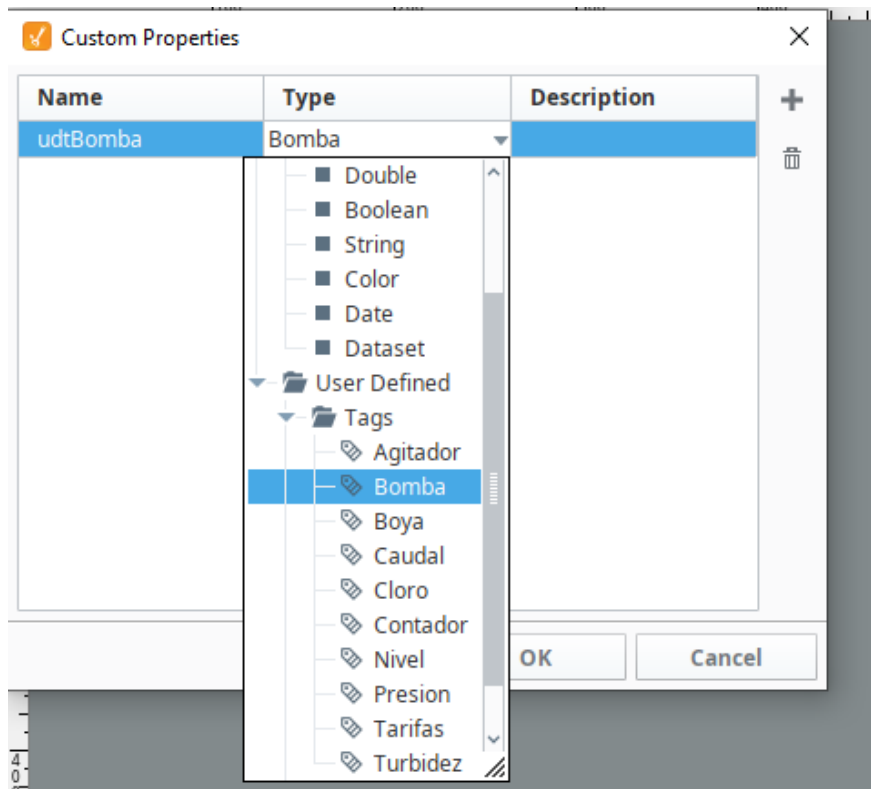 Custom Properties
Name Type Description
udtBomba Bomba
Double
Boolean
String
Color
Date
Dataset
User Defined
Tags
Agitador
Bomba
Boya
Caudal
Cloro
Contador
Nivel
OK Cancel
Presion
Tarifas
Turbidez
40